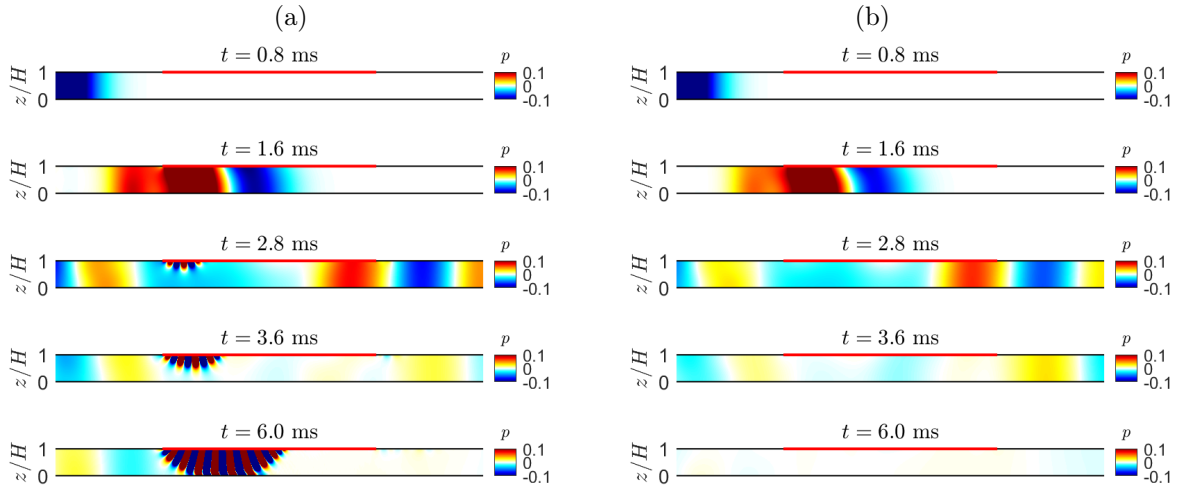 (a) (b)
t = 0.8 ms p t = 0.8 ms p
z/H 1 0 0.1 0 -0.1 z/H 1 0 0.1 0 -0.1
t = 1.6 ms p t = 1.6 ms p
z/H 1 0 0.1 0 -0.1 z/H 1 0 0.1 0 -0.1
t = 2.8 ms p t = 2.8 ms p
z/H 1 0 0.1 0 -0.1 z/H 1 0 0.1 0 -0.1
t = 3.6 ms p t = 3.6 ms p
z/H 1 0 0.1 0 -0.1 z/H 1 0 0.1 0 -0.1
t = 6.0 ms p t = 6.0 ms p
z/H 1 0 0.1 0 -0.1 z/H 1 0 0.1 0 -0.1